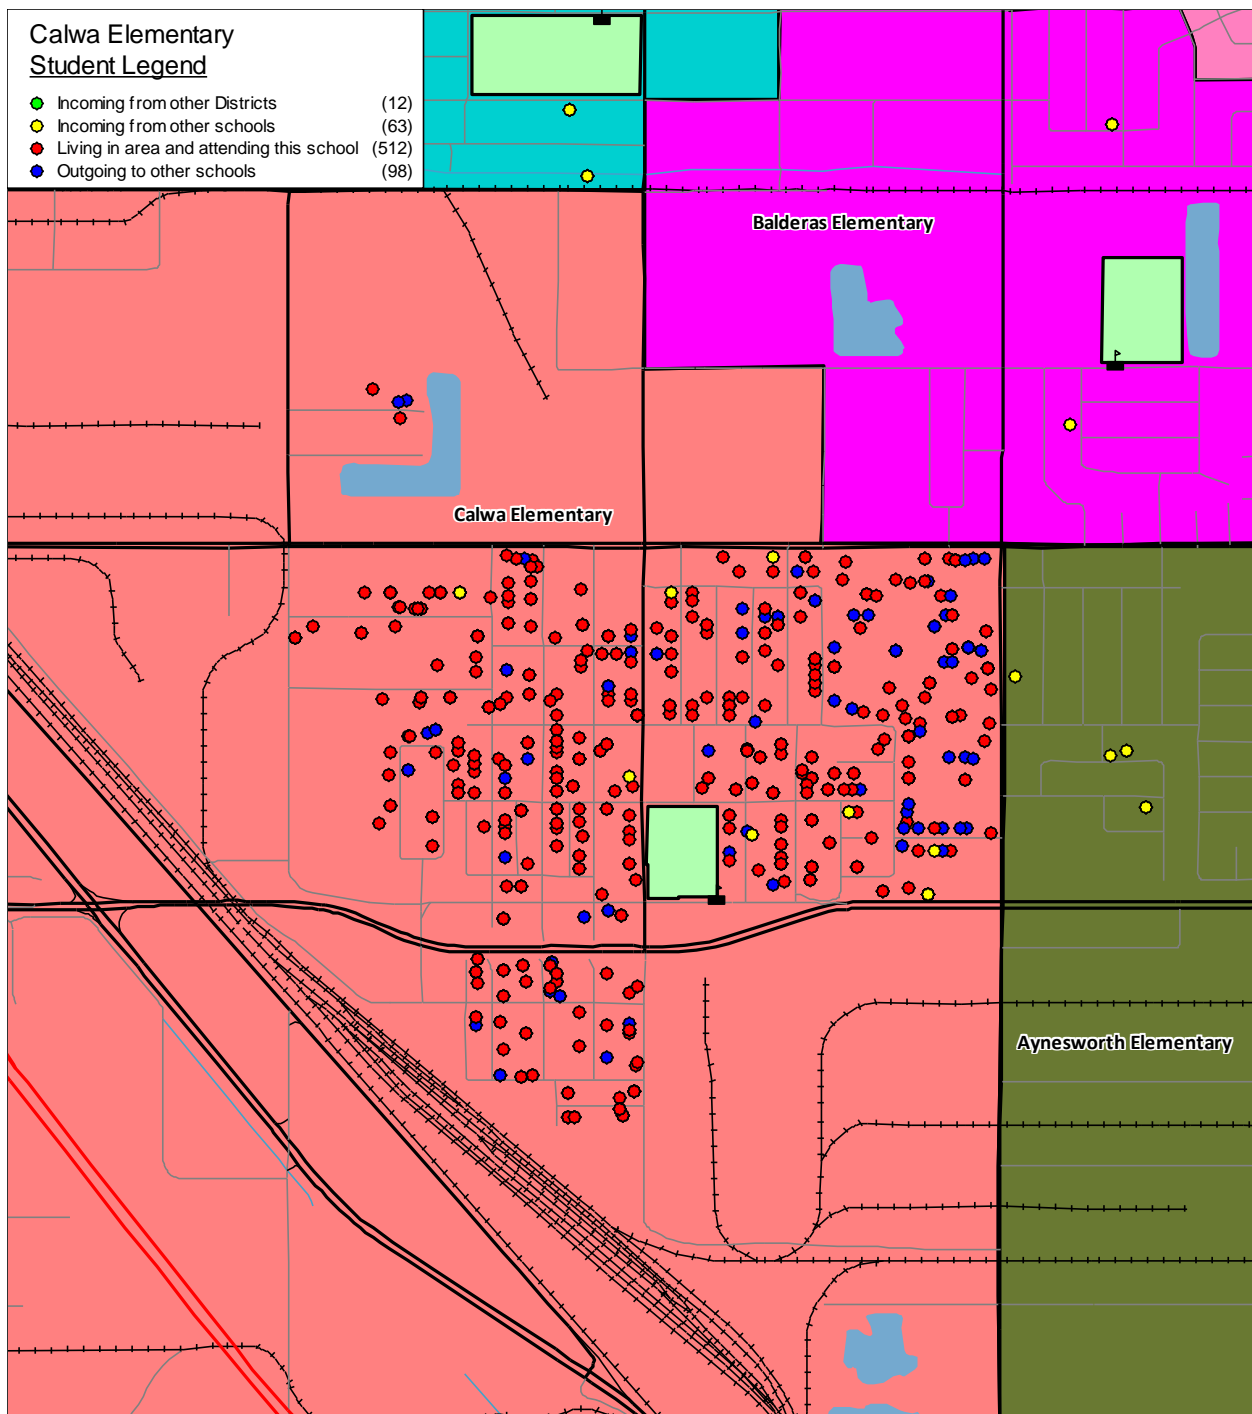 Calwa Elementary
Student Legend
Incoming from other Districts (12)
Incoming from other schools (63)
Living in area and attending this school (512)
Outgoing to other schools (98)
Balderas Elementary
Calwa Elementary
Aynesworth Elementary